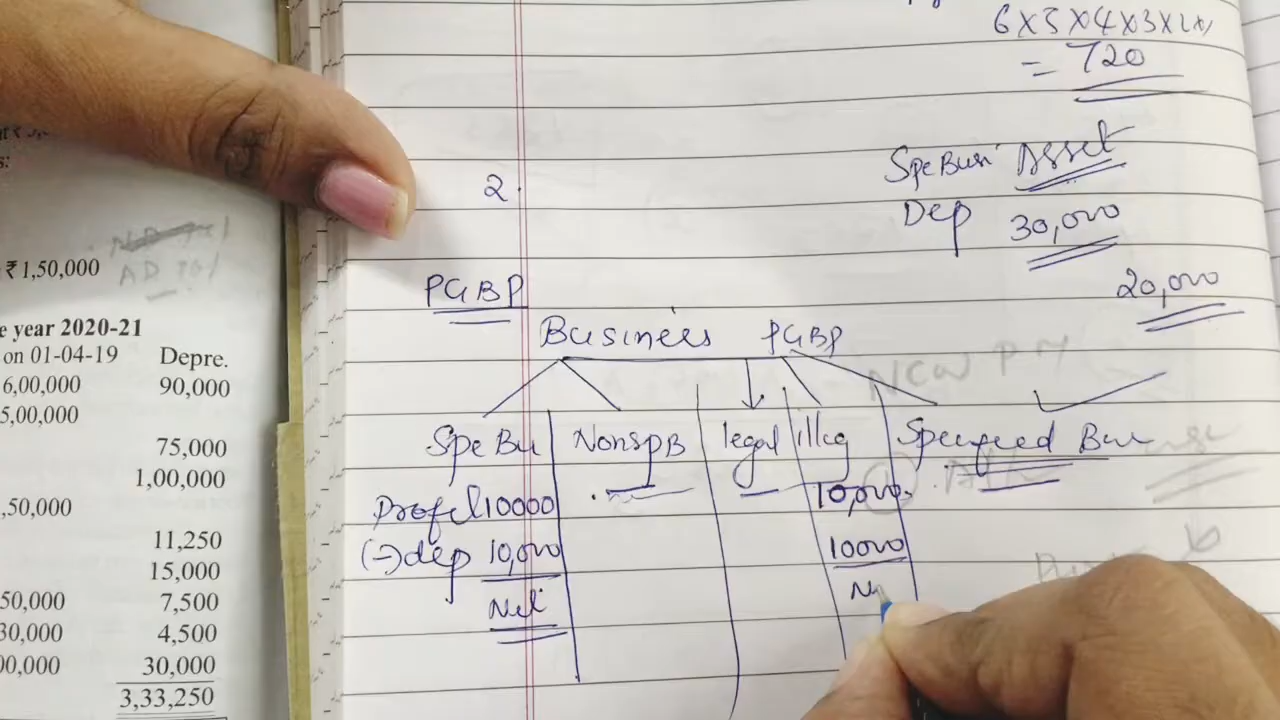 6×5×4×3×2×1
= 720
Spe Busi Asset
2.
Dep 30,000
₹ 1,50,000
AD
20,000
PGBP
e year 2020-21
Business PGBP
on 01-04-19 Depre.
6,00,000 90,000
5,00,000
Spe Bu Non spB legal illeg Specified Bus
75,000
1,00,000
Profit 10000 10,000
,50,000
(-) dep 10,000 10000
11,250
15,000
50,000 7,500
Nil
30,000 4,500
00,000 30,000
3,33,250